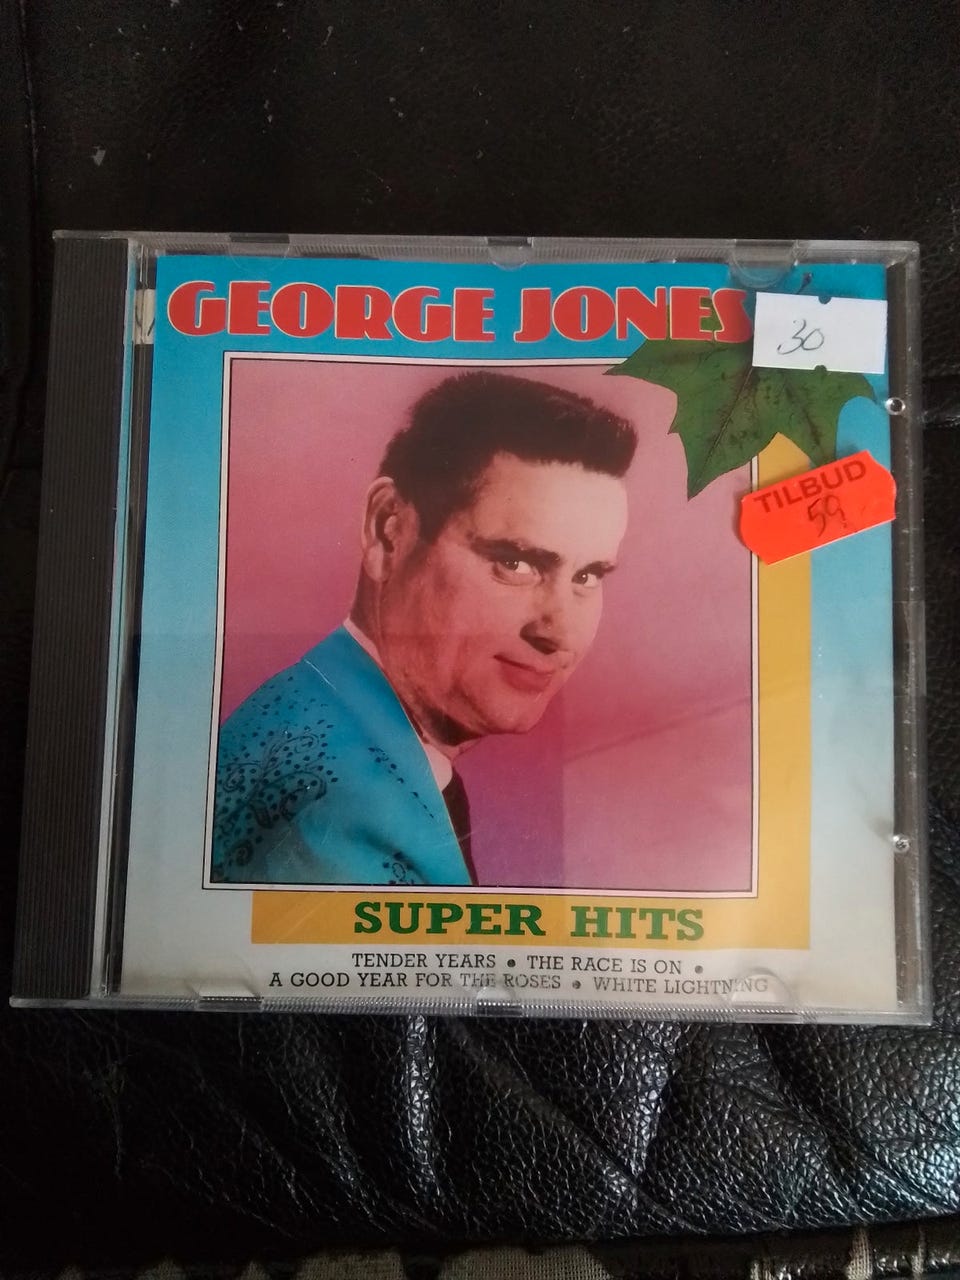 GEORGE JONES
30
TILBUD
59.
SUPER HITS
TENDER YEARS • THE RACE IS ON •
A GOOD YEAR FOR THE ROSES • WHITE LIGHTNING